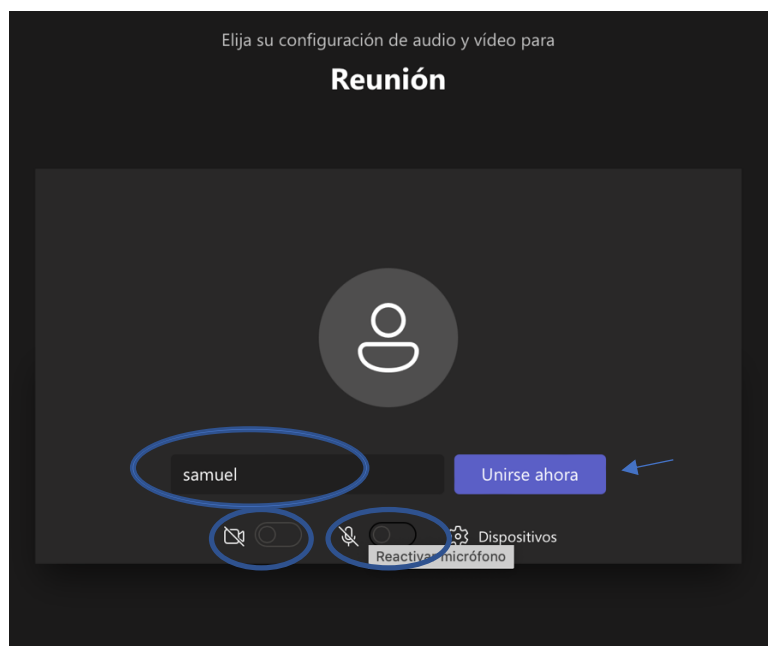 Elija su configuración de audio y vídeo para
Reunión
samuel
Unirse ahora
Dispositivos
Reactivar micrófono